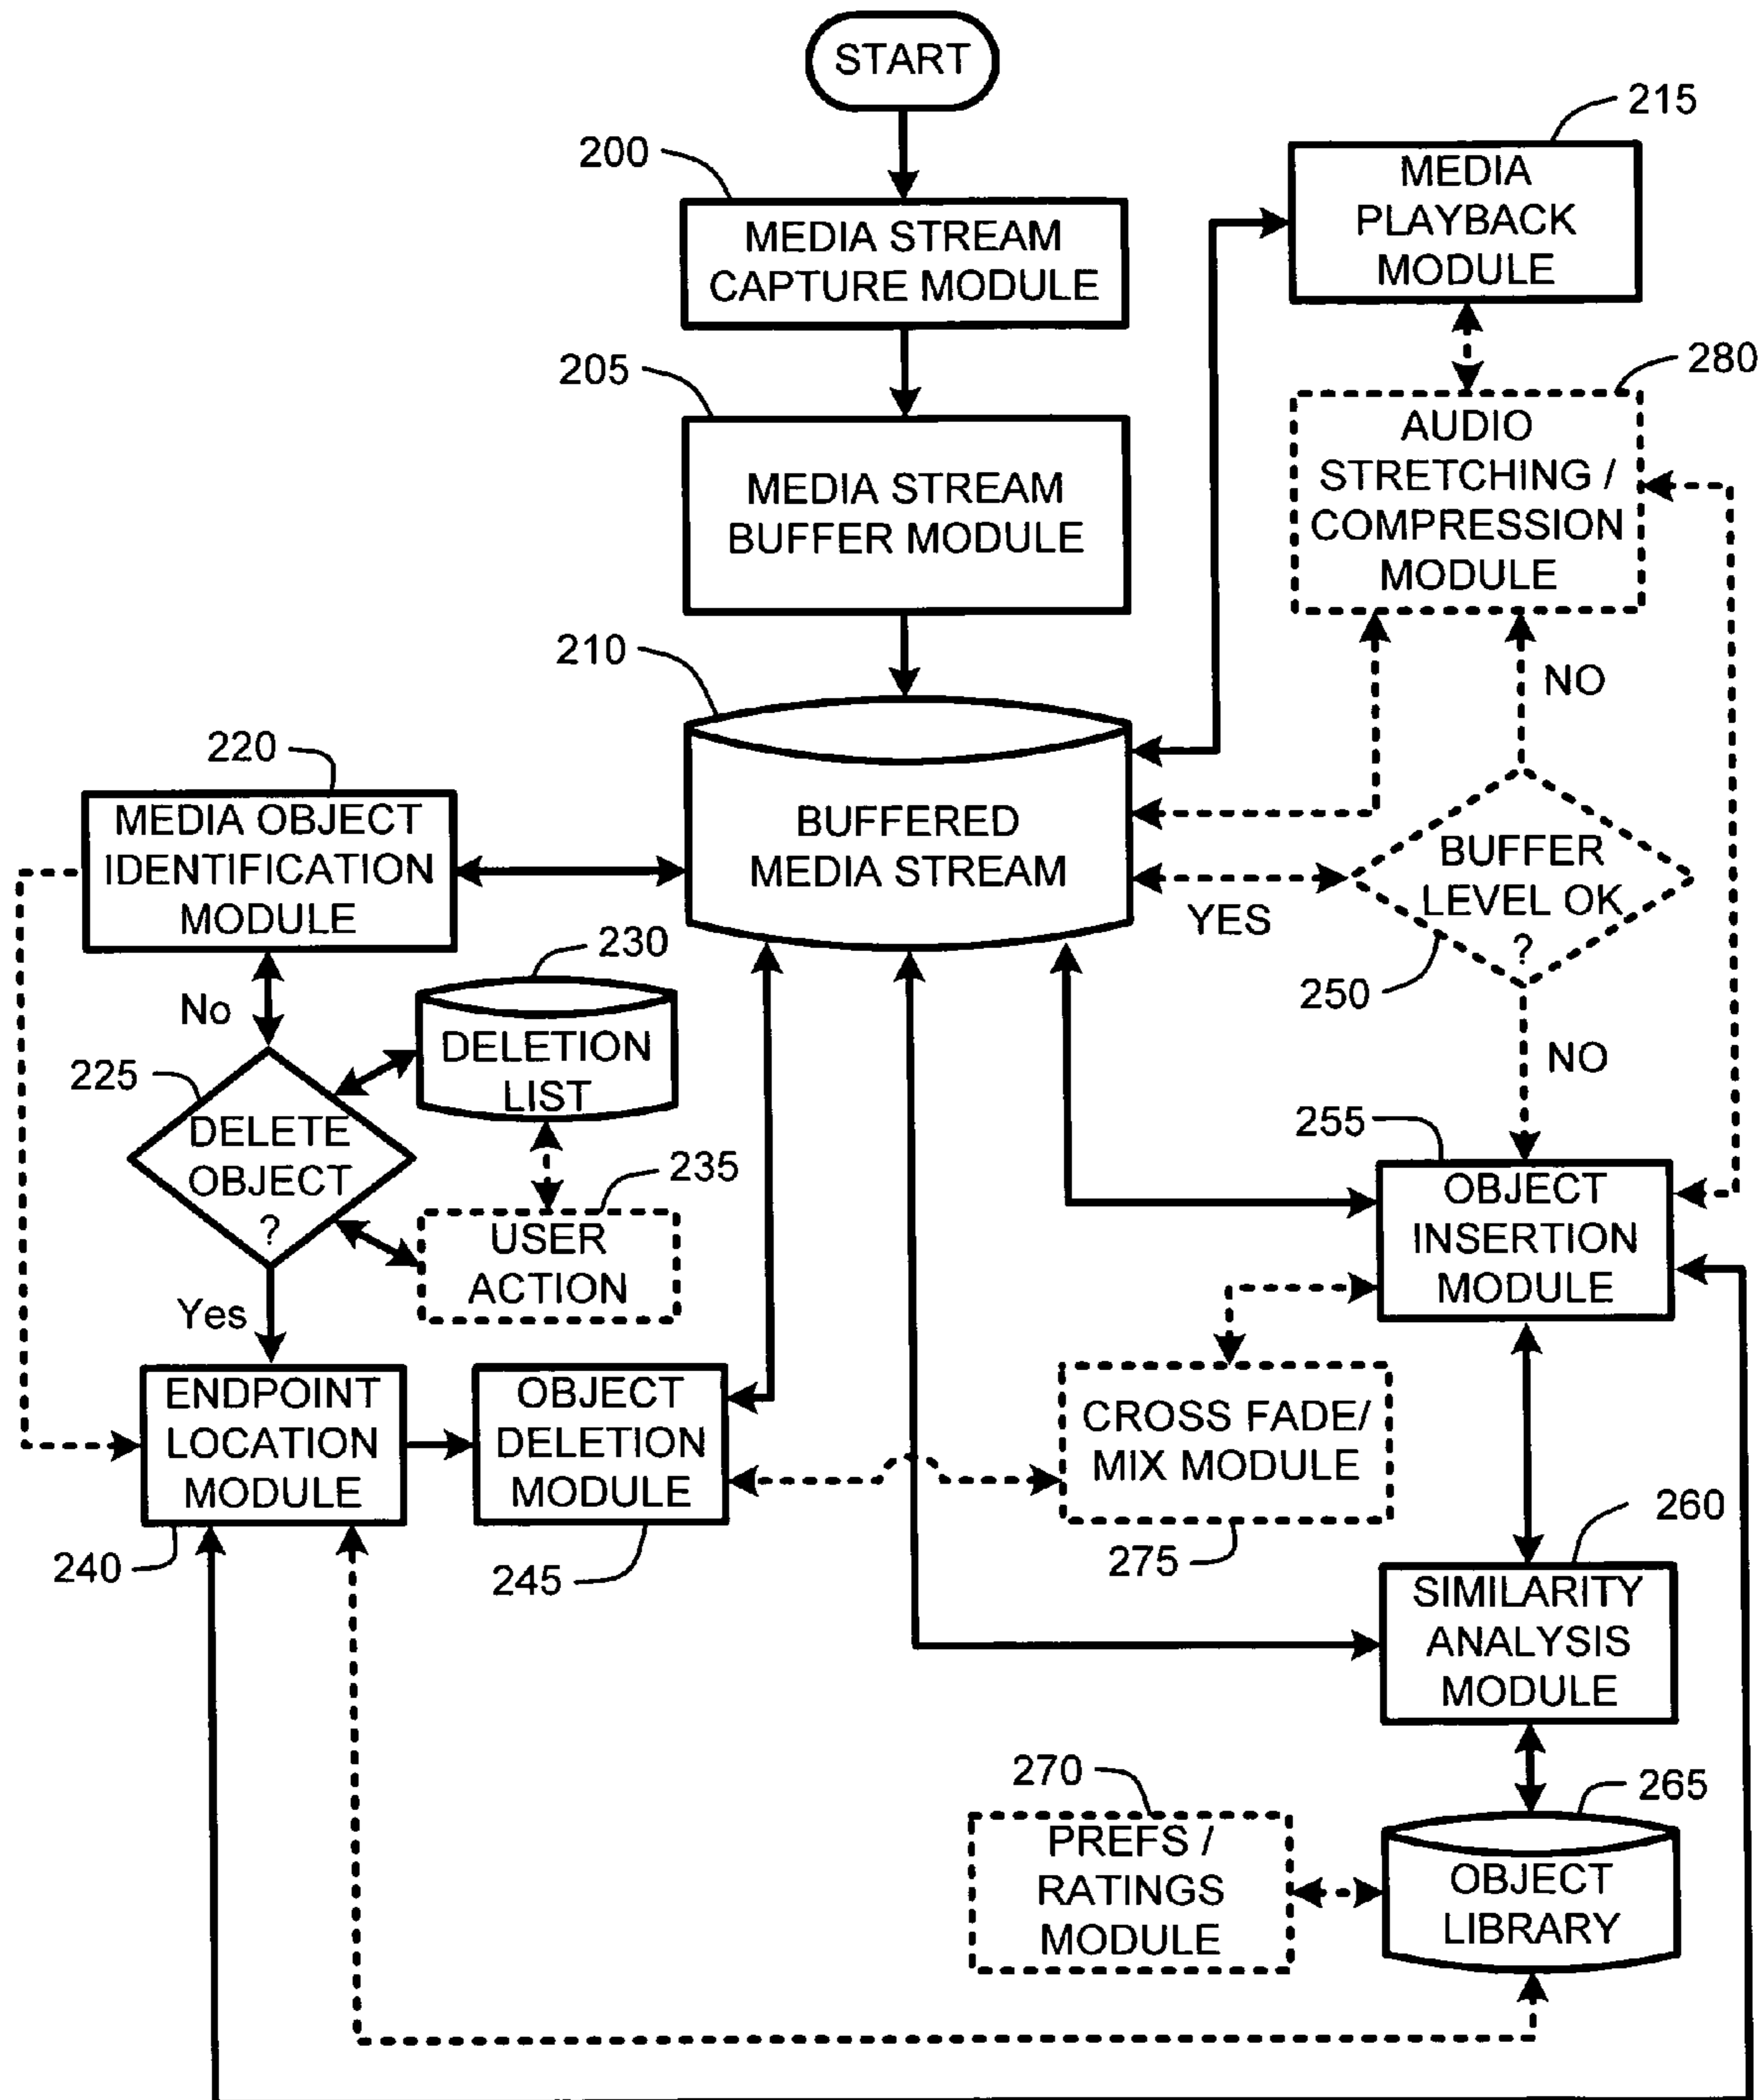 START
200
MEDIA STREAM
CAPTURE MODULE
215
MEDIA
PLAYBACK
MODULE
205
MEDIA STREAM
BUFFER MODULE
280
AUDIO
STRETCHING /
COMPRESSION
MODULE
210
BUFFERED
MEDIA STREAM
NO
YES
BUFFER
LEVEL OK
?
250
NO
220
MEDIA OBJECT
IDENTIFICATION
MODULE
No
230
DELETION
LIST
225
DELETE
OBJECT
?
235
USER
ACTION
Yes
255
OBJECT
INSERTION
MODULE
ENDPOINT
LOCATION
MODULE
240
OBJECT
DELETION
MODULE
245
CROSS FADE/
MIX MODULE
275
260
SIMILARITY
ANALYSIS
MODULE
270
PREFS /
RATINGS
MODULE
265
OBJECT
LIBRARY